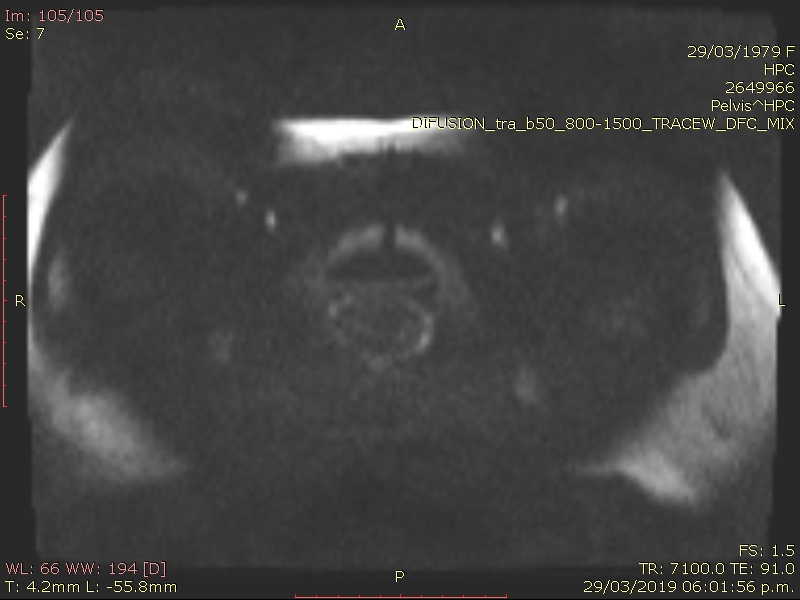 Im: 105/105
Se: 7
A
29/03/1979 F
HPC
2649966
Pelvis^HPC
DIFUSION_tra_b50_800-1500_TRACEW_DFC_MIX
R
L
WL: 66 WW: 194 [D]
T: 4.2mm L: -55.8mm
P
FS: 1.5
TR: 7100.0 TE: 91.0
29/03/2019 06:01:56 p.m.